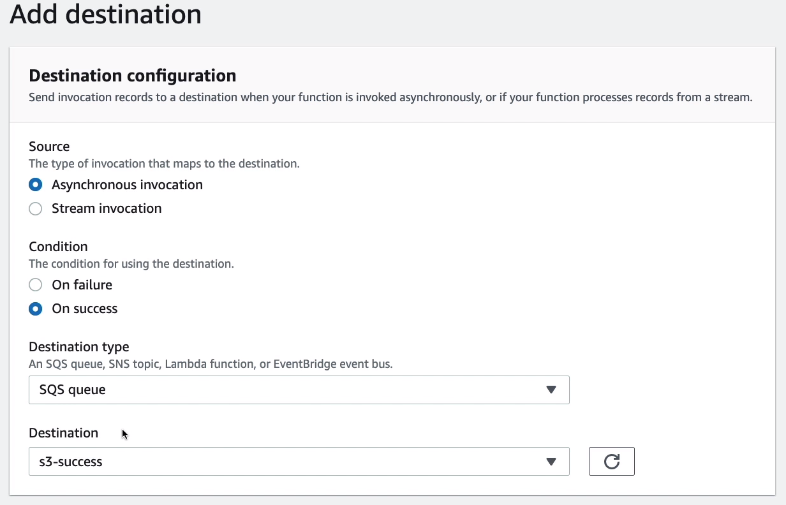 Add destination
Destination configuration
Send invocation records to a destination when your function is invoked asynchronously, or if your function processes records from a stream.
Source
The type of invocation that maps to the destination.
Asynchronous invocation
Stream invocation
Condition
The condition for using the destination.
On failure
On success
Destination type
An SQS queue, SNS topic, Lambda function, or EventBridge event bus.
SQS queue
Destination
s3-success